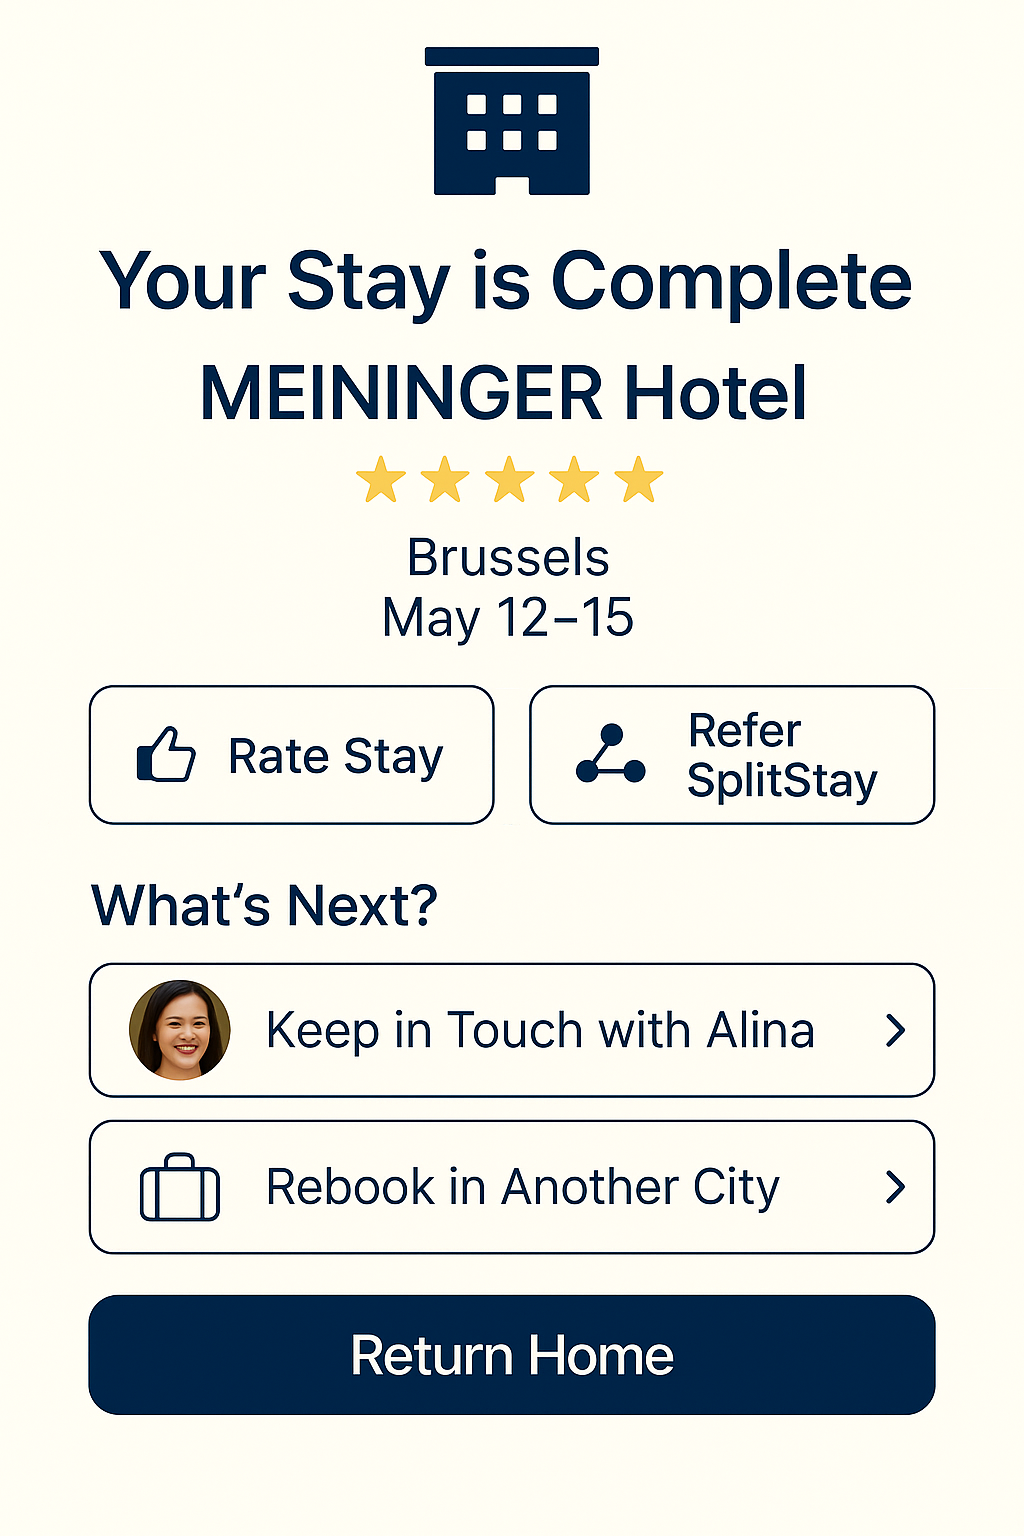 Your Stay is Complete
MEININGER Hotel
Brussels
May 12–15
Rate Stay
Refer
SplitStay
What‘s Next?
Keep in Touch with Alina
Rebook in Another City
Return Home